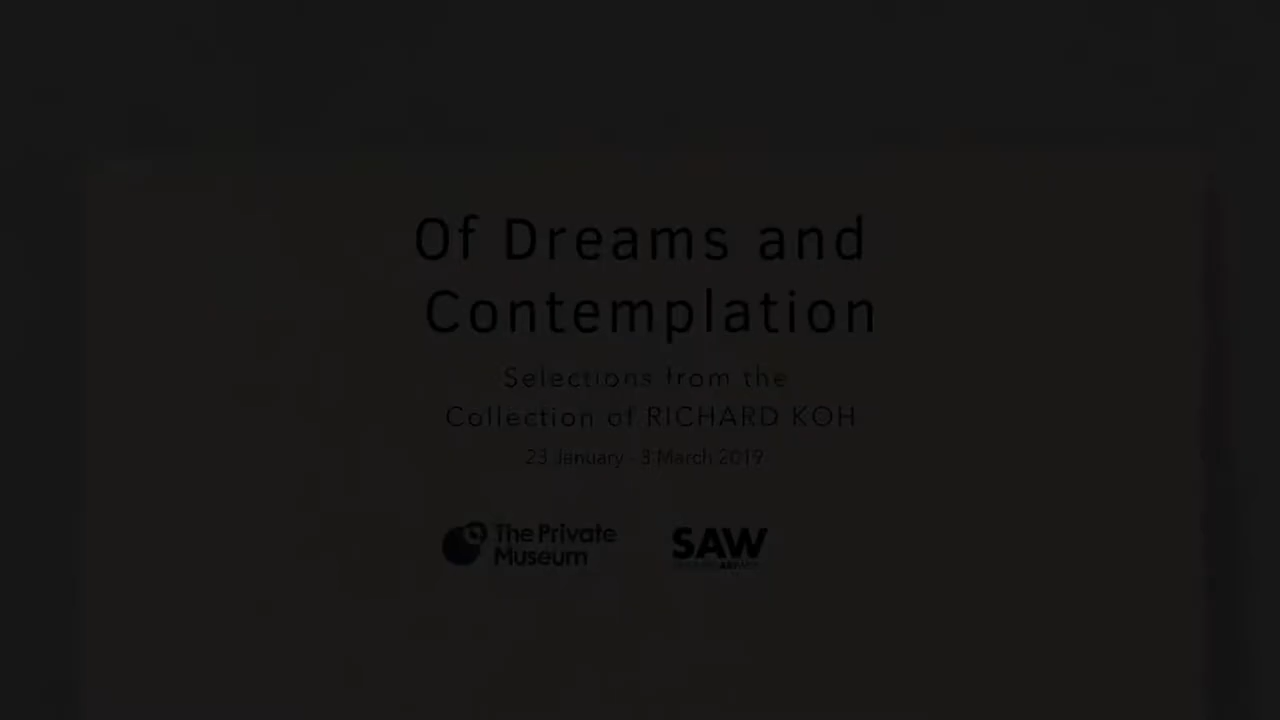 Of Dreams and
Contemplation
Selections from the
Collection of RICHARD KOH
23 January - 3 March 2019
The Private
Museum
SAW